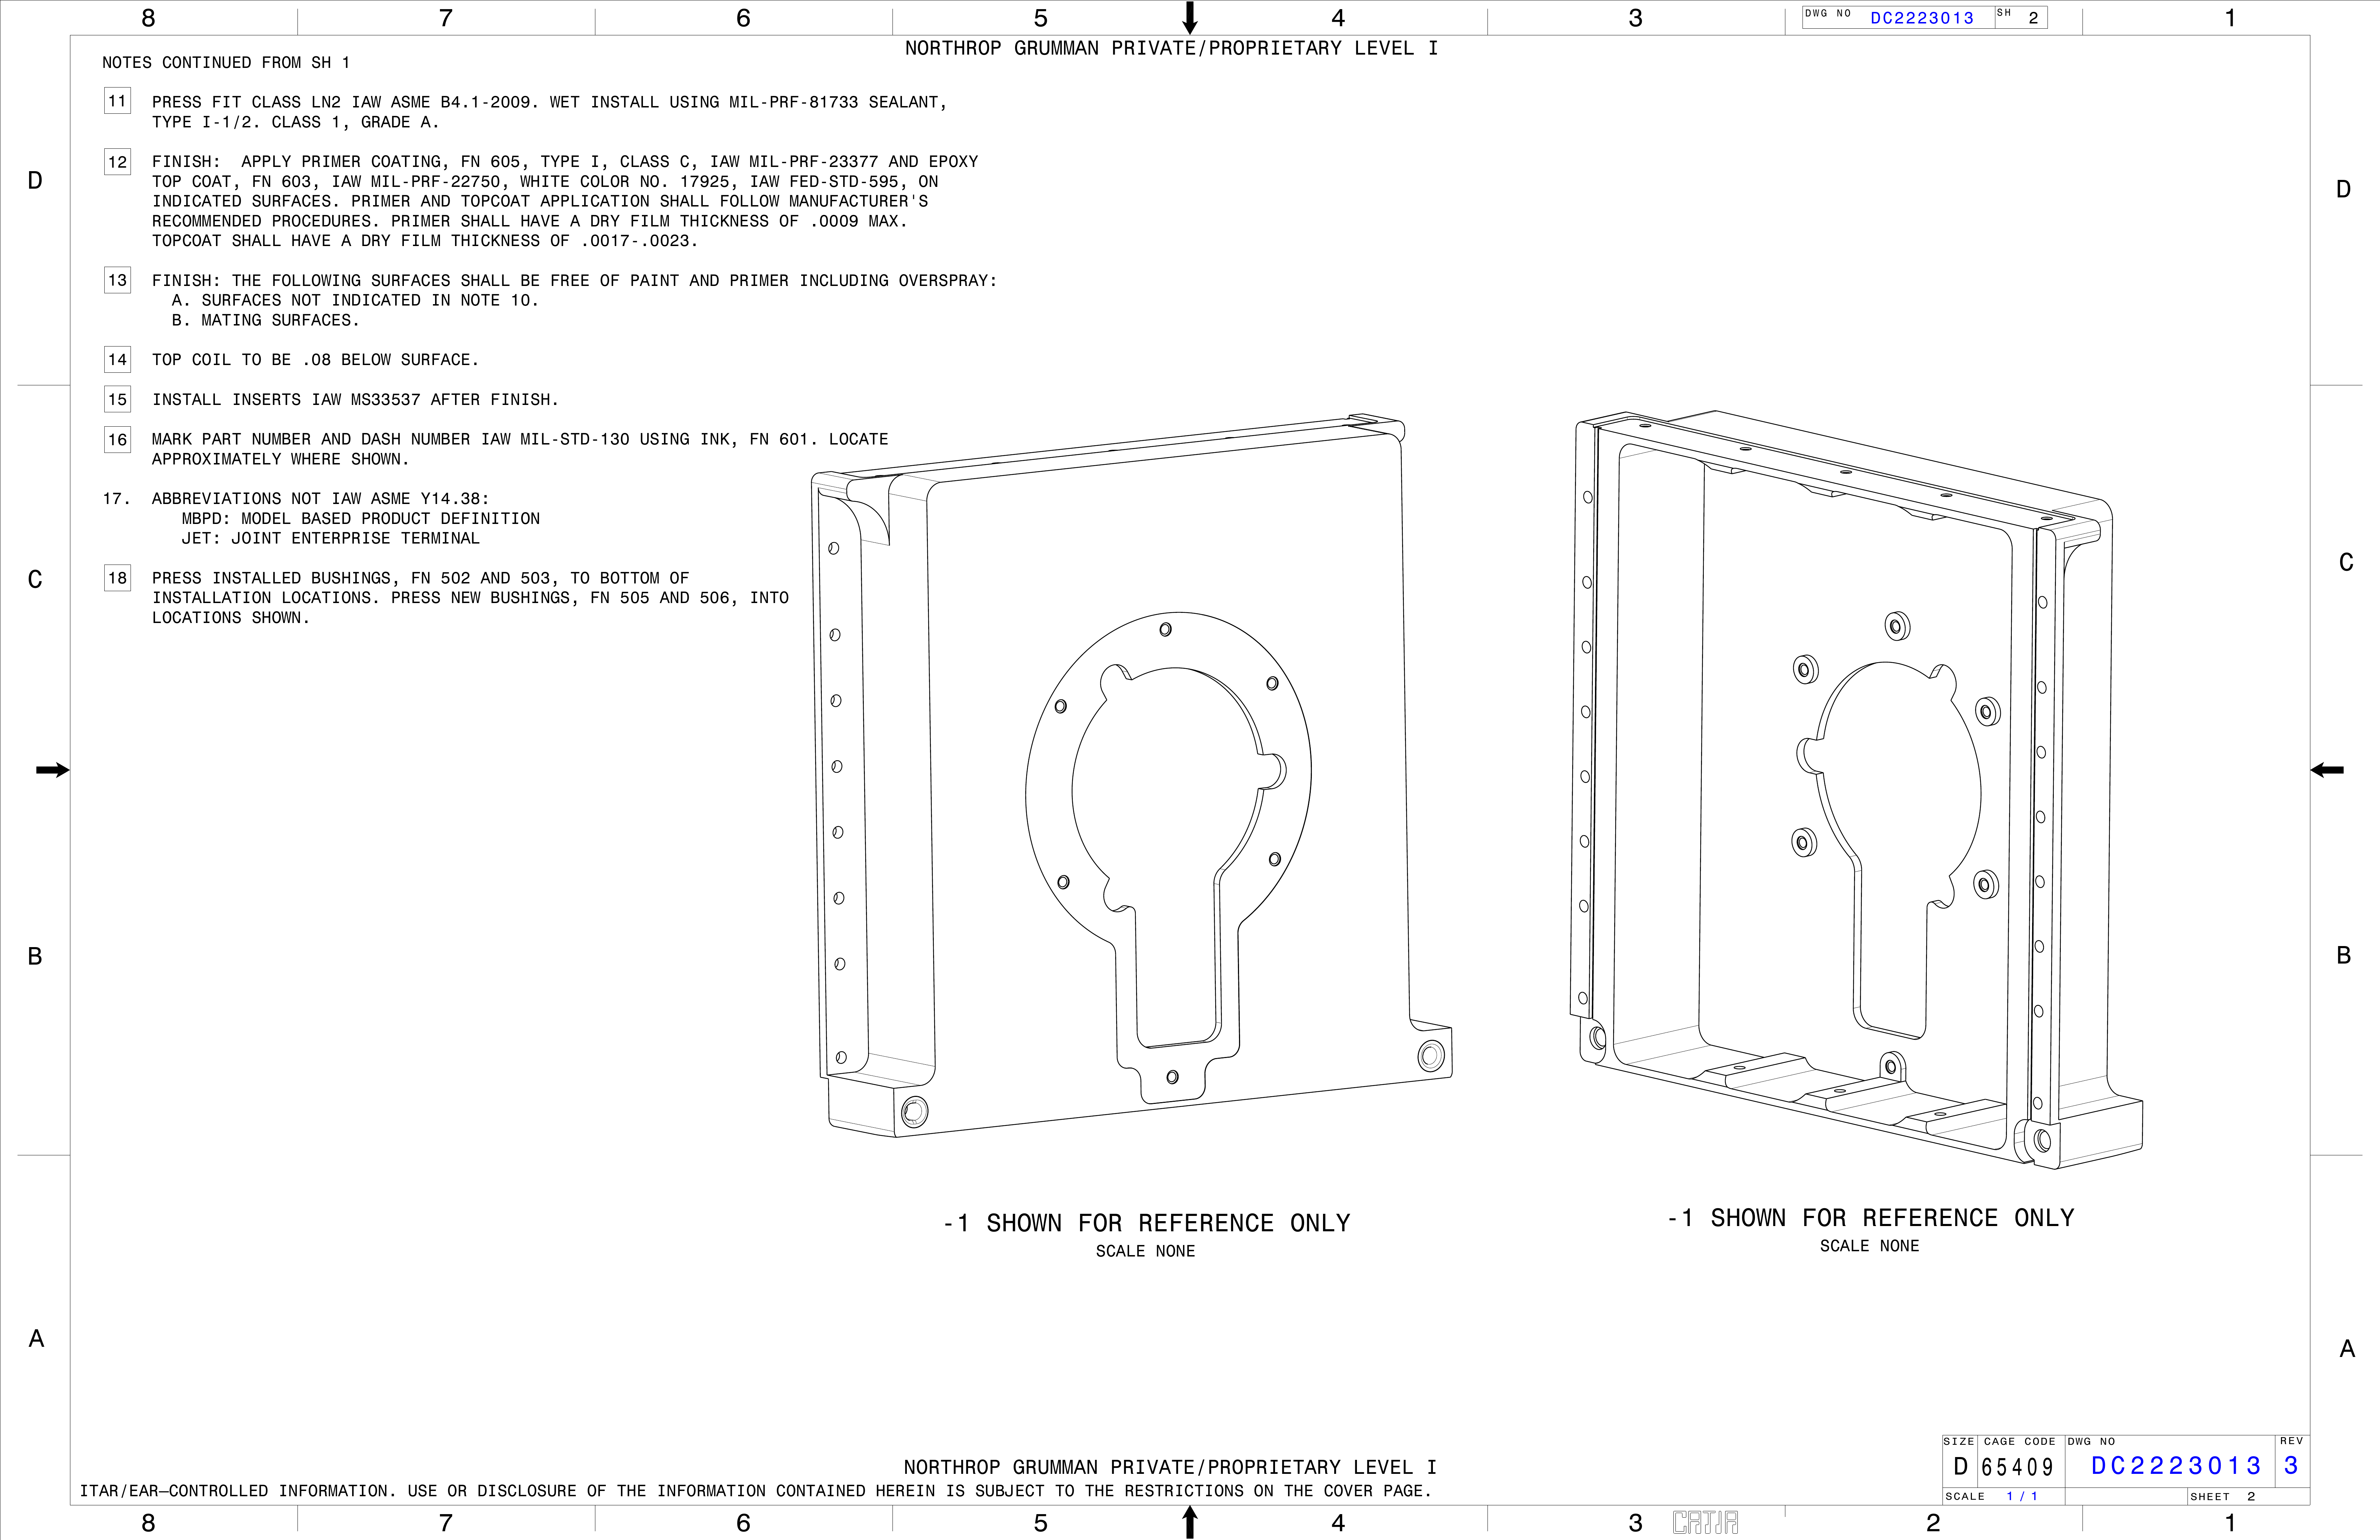 8 7 6 5 4 3 DWG NO DC2223013 SH 2 1
NORTHROP GRUMMAN PRIVATE/PROPRIETARY LEVEL I
NOTES CONTINUED FROM SH 1
11 PRESS FIT CLASS LN2 IAW ASME B4.1-2009. WET INSTALL USING MIL-PRF-81733 SEALANT,
TYPE I-1/2. CLASS 1, GRADE A.
12 FINISH: APPLY PRIMER COATING, FN 605, TYPE I, CLASS C, IAW MIL-PRF-23377 AND EPOXY
TOP COAT, FN 603, IAW MIL-PRF-22750, WHITE COLOR NO. 17925, IAW FED-STD-595, ON
INDICATED SURFACES. PRIMER AND TOPCOAT APPLICATION SHALL FOLLOW MANUFACTURER'S
RECOMMENDED PROCEDURES. PRIMER SHALL HAVE A DRY FILM THICKNESS OF .0009 MAX.
TOPCOAT SHALL HAVE A DRY FILM THICKNESS OF .0017-.0023.
13 FINISH: THE FOLLOWING SURFACES SHALL BE FREE OF PAINT AND PRIMER INCLUDING OVERSPRAY:
A. SURFACES NOT INDICATED IN NOTE 10.
B. MATING SURFACES.
14 TOP COIL TO BE .08 BELOW SURFACE.
15 INSTALL INSERTS IAW MS33537 AFTER FINISH.
16 MARK PART NUMBER AND DASH NUMBER IAW MIL-STD-130 USING INK, FN 601. LOCATE
APPROXIMATELY WHERE SHOWN.
17. ABBREVIATIONS NOT IAW ASME Y14.38:
MBPD: MODEL BASED PRODUCT DEFINITION
JET: JOINT ENTERPRISE TERMINAL
18 PRESS INSTALLED BUSHINGS, FN 502 AND 503, TO BOTTOM OF
INSTALLATION LOCATIONS. PRESS NEW BUSHINGS, FN 505 AND 506, INTO
LOCATIONS SHOWN.
D D
C C
B B
A A
-1 SHOWN FOR REFERENCE ONLY
SCALE NONE
-1 SHOWN FOR REFERENCE ONLY
SCALE NONE
NORTHROP GRUMMAN PRIVATE/PROPRIETARY LEVEL I
ITAR/EAR—CONTROLLED INFORMATION. USE OR DISCLOSURE OF THE INFORMATION CONTAINED HEREIN IS SUBJECT TO THE RESTRICTIONS ON THE COVER PAGE.
SIZE CAGE CODE DWG NO REV
D 65409 DC2223013 3
SCALE 1 / 1 SHEET 2
8 7 6 5 4 3 CATIA 2 1